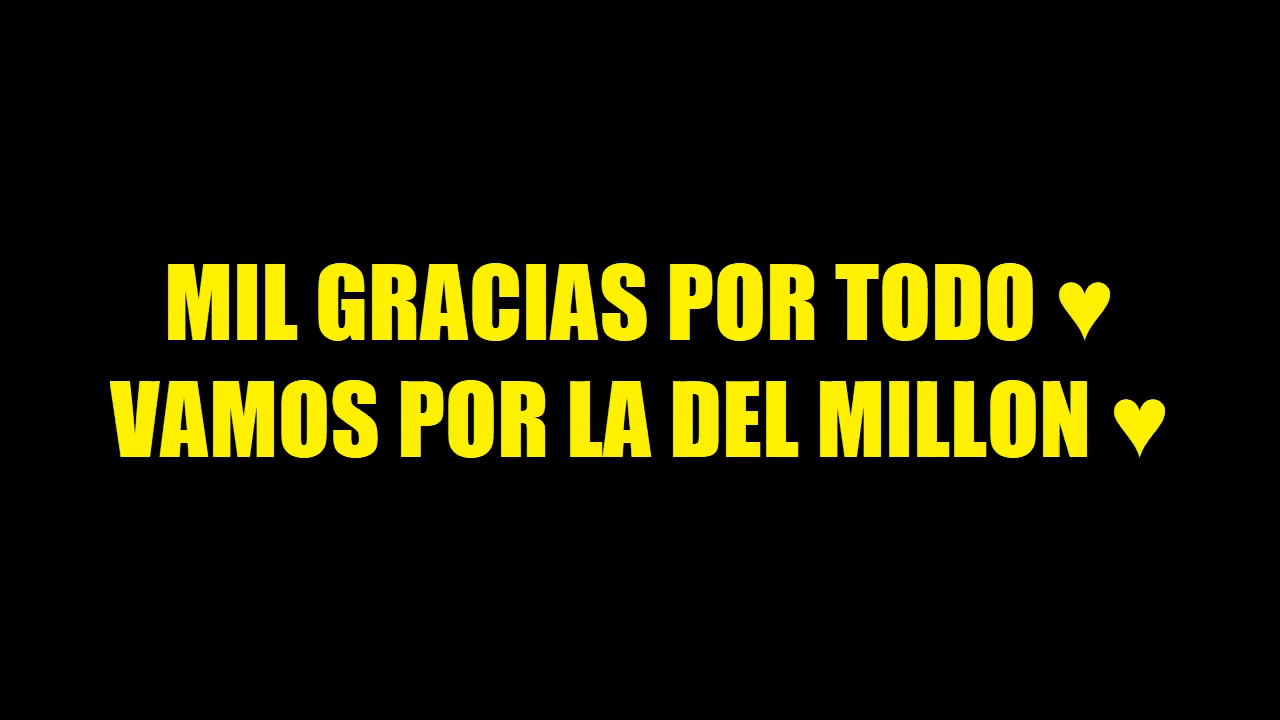 MIL GRACIAS POR TODO ♥
VAMOS POR LA DEL MILLON ♥